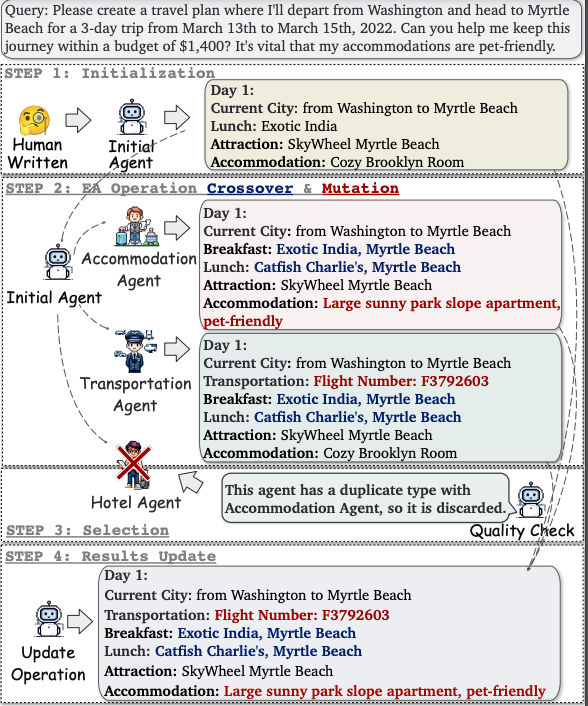 Query: Please create a travel plan where I'll depart from Washington and head to Myrtle
Beach for a 3-day trip from March 13th to March 15th, 2022. Can you help me keep this
journey within a budget of $1,400? It's vital that my accommodations are pet-friendly.
STEP 1: Initialization
Human
Written
Initial
Agent
Day 1:
Current City: from Washington to Myrtle Beach
Lunch: Exotic India
Attraction: SkyWheel Myrtle Beach
Accommodation: Cozy Brooklyn Room
STEP 2: EA Operation Crossover & Mutation
Initial Agent
Accommodation
Agent
Day 1:
Current City: from Washington to Myrtle Beach
Breakfast: Exotic India, Myrtle Beach
Lunch: Catfish Charlie's, Myrtle Beach
Attraction: SkyWheel Myrtle Beach
Accommodation: Large sunny park slope apartment,
pet-friendly
Transportation
Agent
Day 1:
Current City: from Washington to Myrtle Beach
Transportation: Flight Number: F3792603
Breakfast: Exotic India, Myrtle Beach
Lunch: Catfish Charlie's, Myrtle Beach
Attraction: SkyWheel Myrtle Beach
Accommodation: Cozy Brooklyn Room
Hotel Agent
This agent has a duplicate type with
Accommodation Agent, so it is discarded.
Quality Check
STEP 3: Selection
STEP 4: Results Update
Update
Operation
Day 1:
Current City: from Washington to Myrtle Beach
Transportation: Flight Number: F3792603
Breakfast: Exotic India, Myrtle Beach
Lunch: Catfish Charlie's, Myrtle Beach
Attraction: SkyWheel Myrtle Beach
Accommodation: Large sunny park slope apartment, pet-friendly